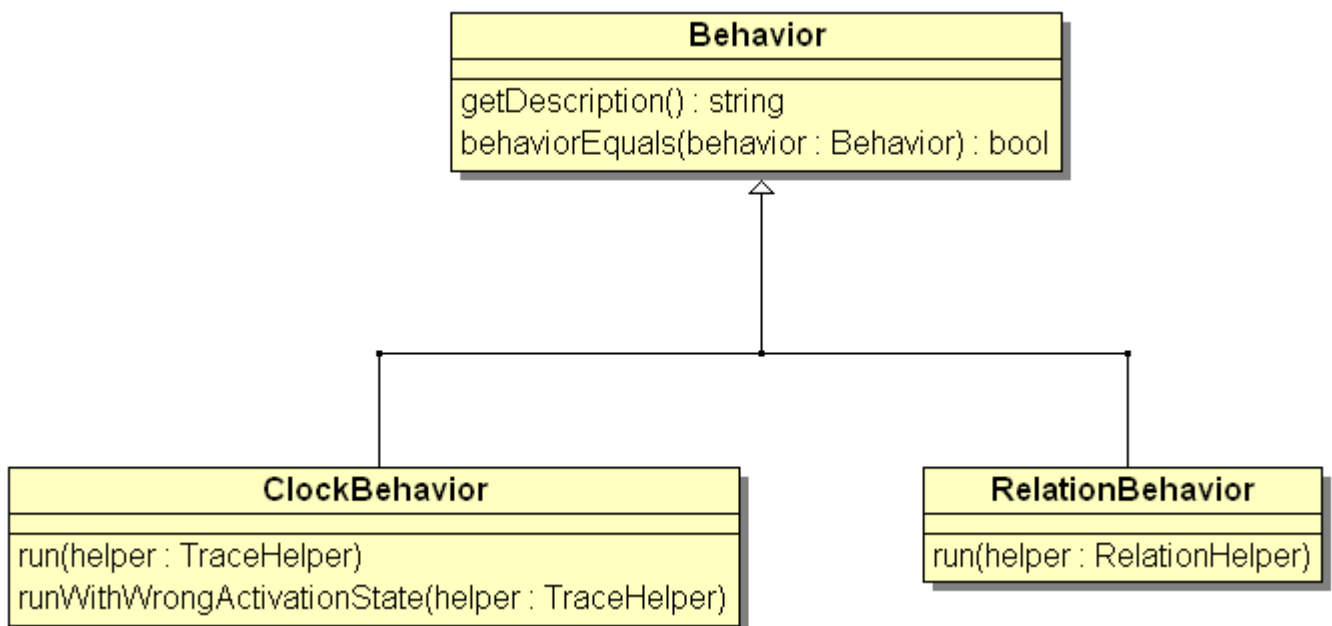 Behavior
getDescription() : string
behaviorEquals(behavior : Behavior) : bool
ClockBehavior
run(helper : TraceHelper)
runWithWrongActivationState(helper : TraceHelper)
RelationBehavior
run(helper : RelationHelper)